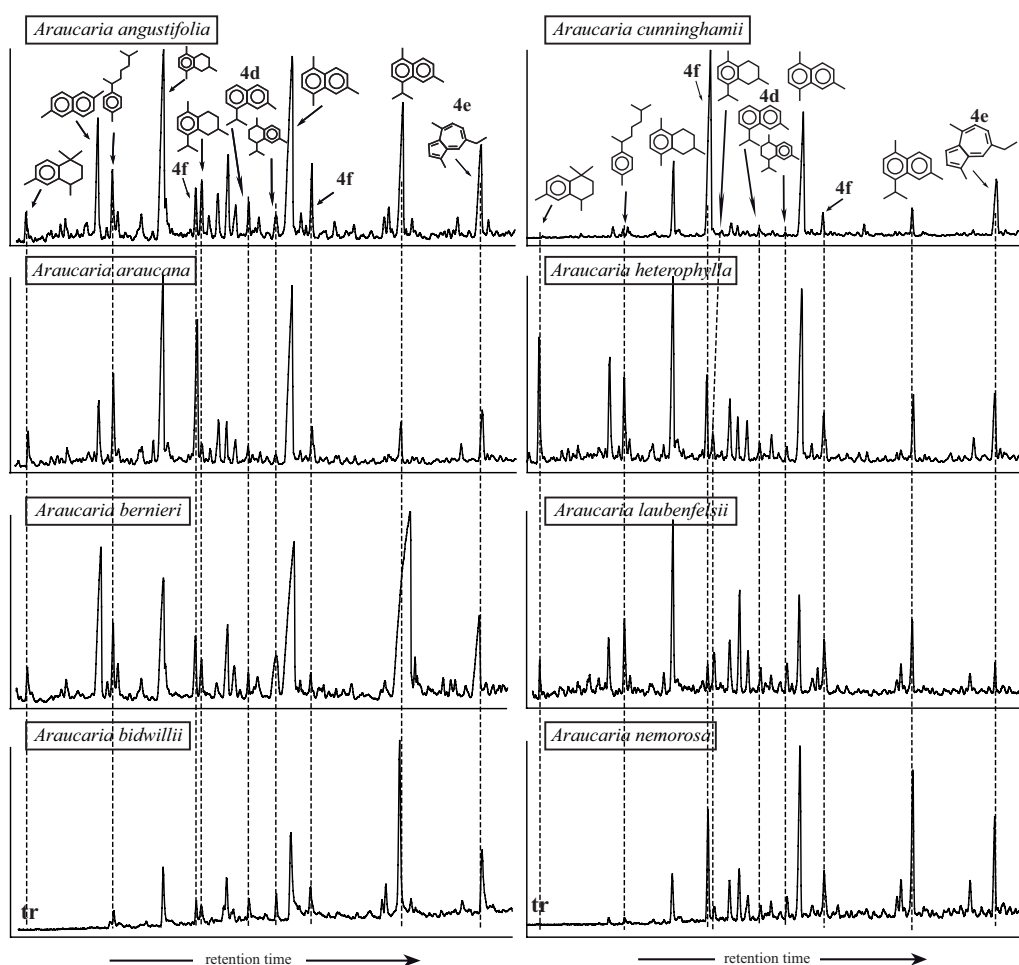 Araucaria angustifolia
4d
4f
4f
4e
Araucaria cunninghamii
4f
4d
4f
4e
Araucaria araucana
Araucaria heterophylla
Araucaria bernieri
Araucaria laubenfelsii
Araucaria bidwillii
tr
Araucaria nemorosa
tr
retention time
retention time